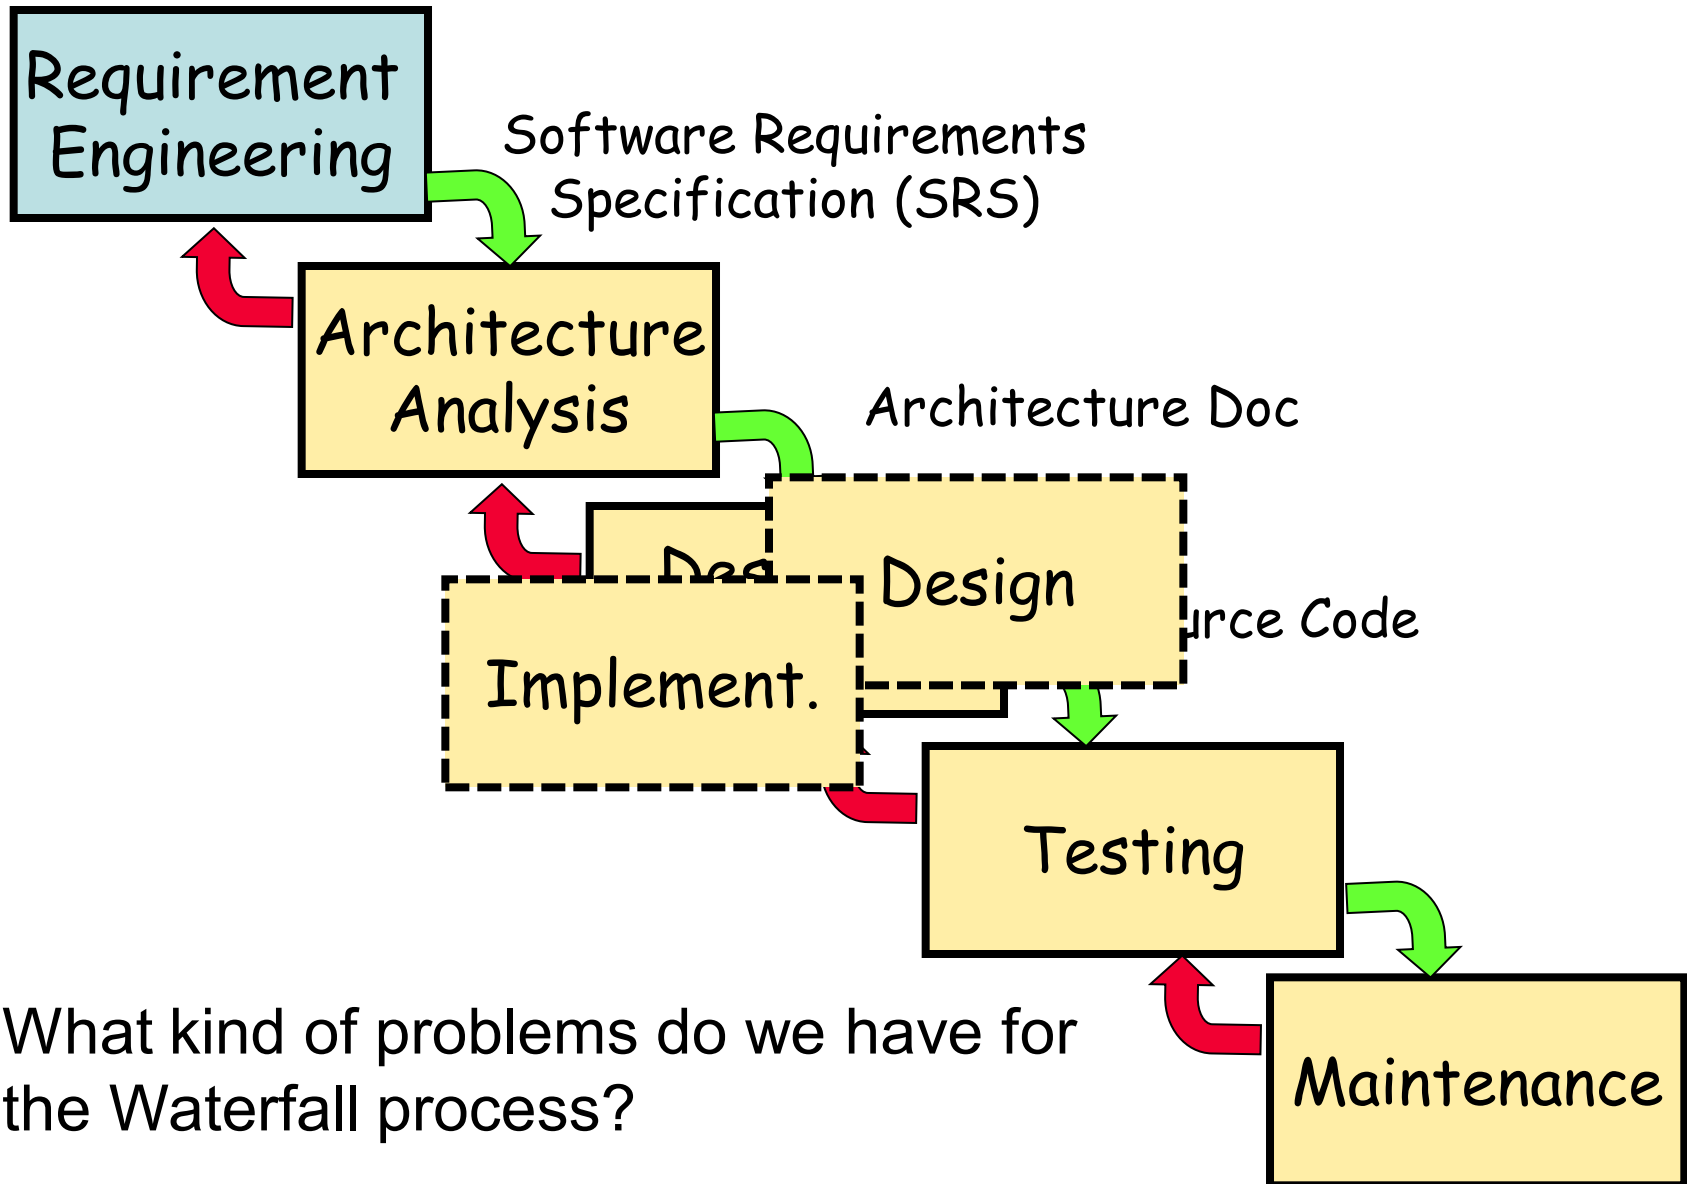 Requirement
Engineering
Software Requirements
Specification (SRS)
Architecture
Analysis
Architecture Doc
Design
Code
Implement.
Testing
Maintenance
What kind of problems do we have for
the Waterfall process?